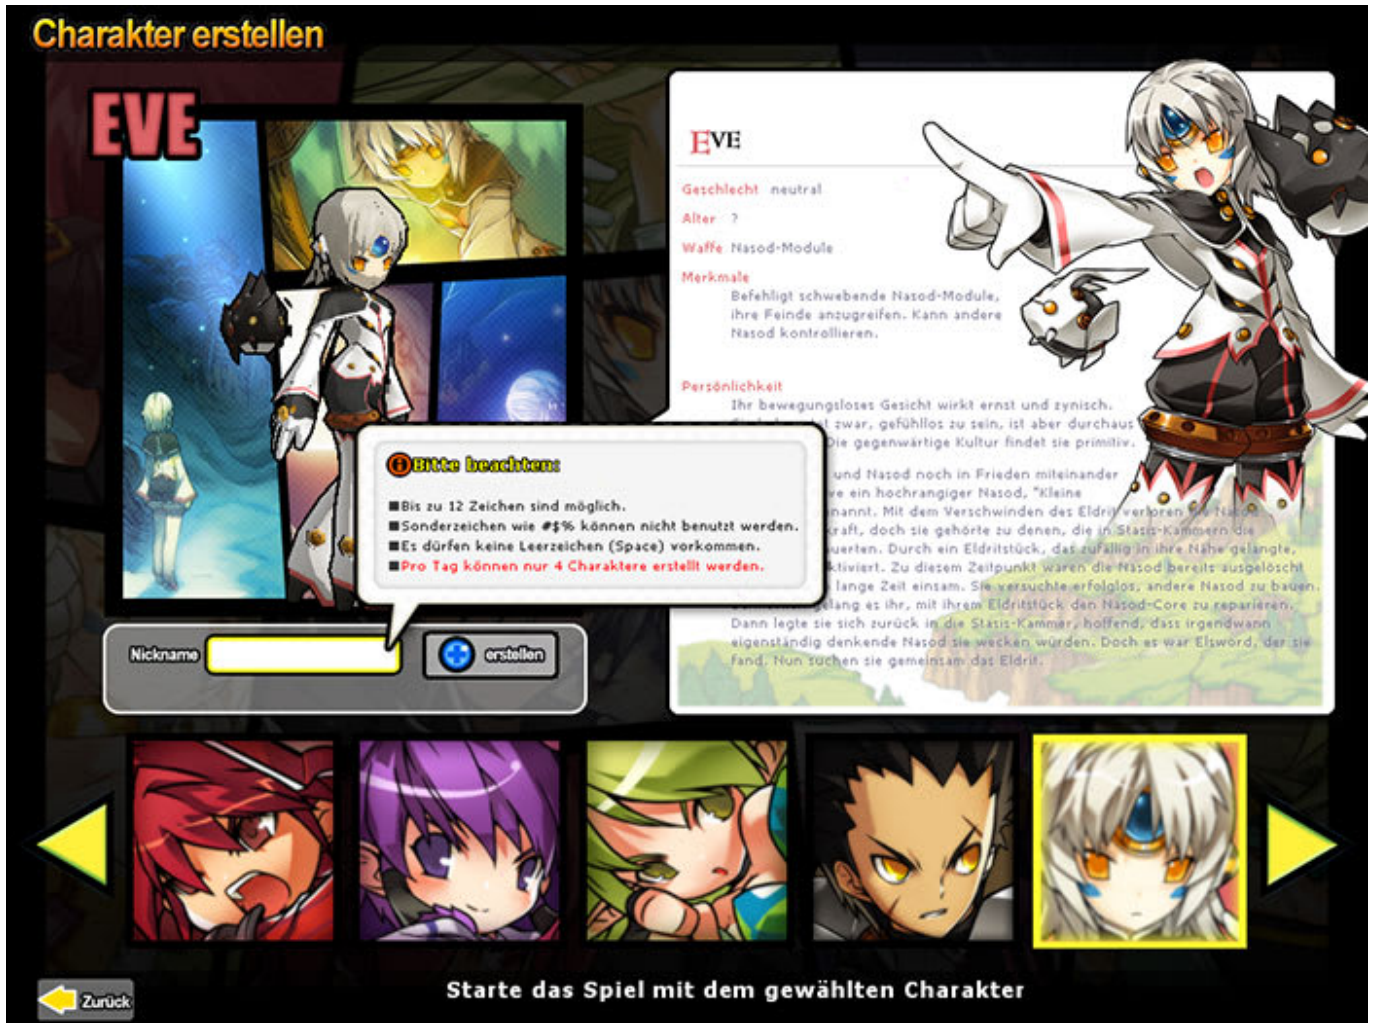 Charakter erstellen
EVE
EVE
Geschlecht neutral
Alter ?
Waffe Nasod-Module
Merkmale
Befehligt schwebende Nasod-Module,
ihre Feinde anzugreifen. Kann andere
Nasod kontrollieren.
Persönlichkeit
Ihr bewegungsloses Gesicht wirkt ernst und zynisch.
zwar, gefühllos zu sein, ist aber durchaus
Die gegenwärtige Kultur findet sie primitiv.
und Nasod noch in Frieden miteinander
ein hochrangiger Nasod, "Kleine
Mit dem Verschwinden des Eldrit verloren
doch sie gehörte zu denen, die in Stasis-Kammern die
Durch ein Eldritstück, das zufällig in ihre Nähe gelangte,
Zu diesem Zeitpunkt waren die Nasod bereits ausgelöscht
lange Zeit einsam. Sie versuchte erfolglos, andere Nasod zu bauen.
es ihr, mit ihrem Eldritstück den Nasod-Core zu reparieren.
Dann legte sie sich zurück in die Stasis-Kammer, hoffend, dass irgendwann
eigenständig denkende Nasod sie wecken würden. Doch es war Elsword, der sie
fand. Nun suchen sie gemeinsam das Eldrit.
Bitte beachten:
■Bis zu 12 Zeichen sind möglich.
■Sonderzeichen wie #$% können nicht benutzt werden.
■Es dürfen keine Leerzeichen (Space) vorkommen.
■Pro Tag können nur 4 Charaktere erstellt werden.
Nickname
erstellen
Zurück
Starte das Spiel mit dem gewählten Charakter